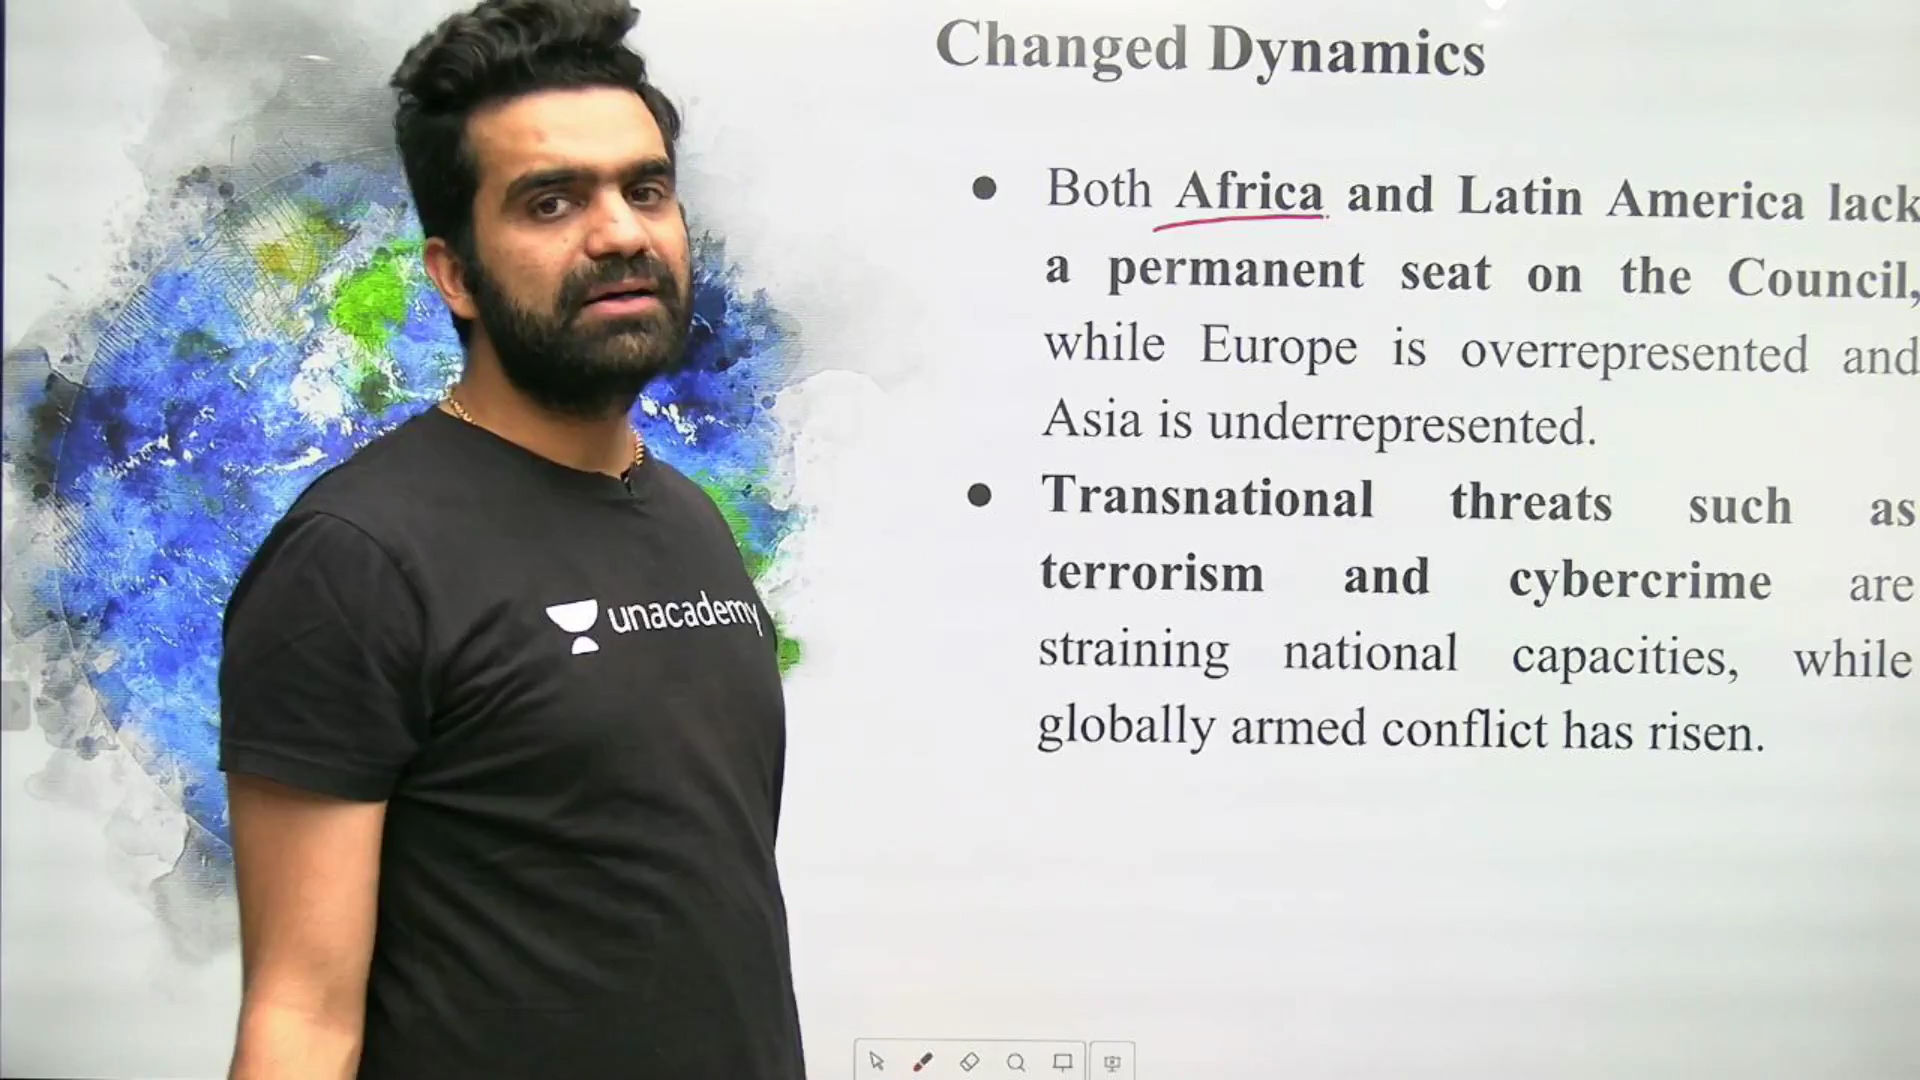 Changed Dynamics
• Both Africa and Latin America lack
a permanent seat on the Council,
while Europe is overrepresented and
Asia is underrepresented.
• Transnational threats such as
terrorism and cybercrime are
straining national capacities, while
globally armed conflict has risen.
unacademy